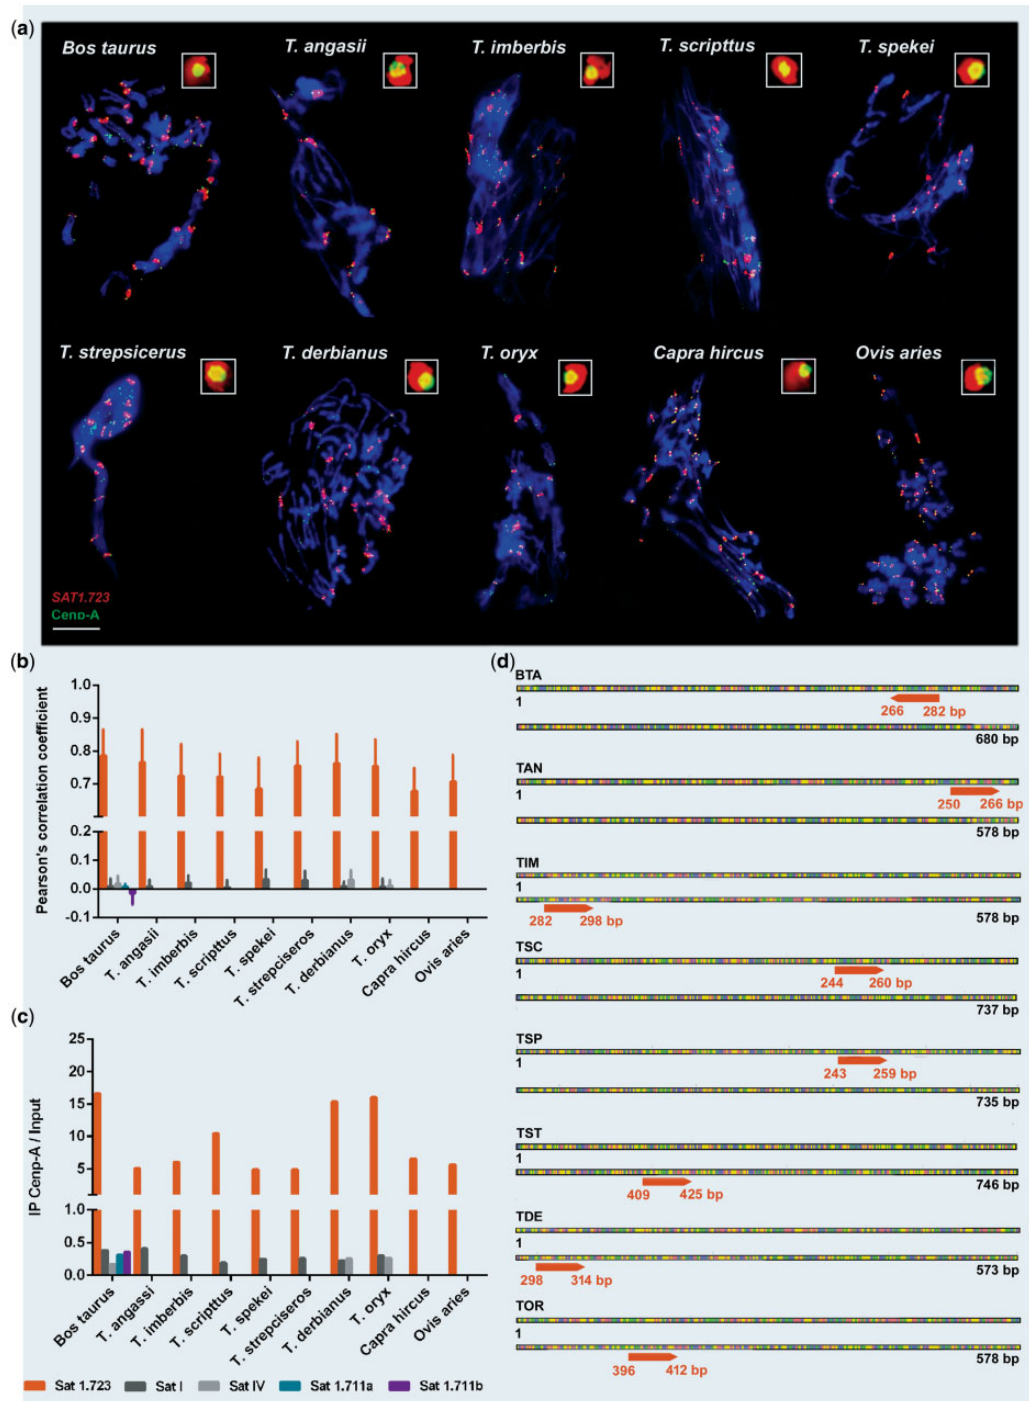 (a)
Bos taurus
T. angasii
T. imberbis
T. scripttus
T. spekei
T. strepsicerus
T. derbianus
T. oryx
Capra hircus
Ovis aries
SAT1.723
Cenp-A
(b)
Pearson's correlation coefficient
1.0
0.9
0.8
0.7
0.2
0.1
0.0
-0.1
Bos taurus
T. angasii
T. imberbis
T. scripttus
T. spekei
T. strepciseros
T. derbianus
T. oryx
Capra hircus
Ovis aries
(c)
IP Cenp-A / Input
25
20
15
10
5
1.0
0.5
0.0
Bos taurus
T. angassi
T. imberbis
T. scripttus
T. spekei
T. strepciseros
T. derbianus
T. oryx
Capra hircus
Ovis aries
Sat 1.723 Sat I Sat IV Sat 1.711a Sat 1.711b
(d)
BTA
1
266 282 bp
680 bp
TAN
1
250 266 bp
578 bp
TIM
1
282 298 bp
578 bp
TSC
1
244 260 bp
737 bp
TSP
1
243 259 bp
735 bp
TST
1
409 425 bp
746 bp
TDE
1
298 314 bp
573 bp
TOR
1
396 412 bp
578 bp